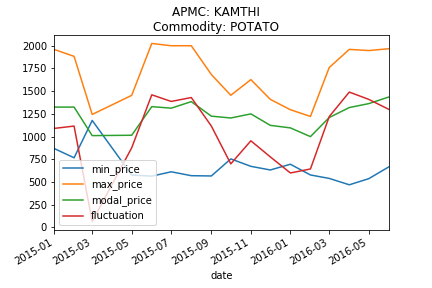 APMC: KAMTHI
Commodity: POTATO
2000
1750
1500
1250
1000
750
500
250
0
min_price
max_price
modal_price
fluctuation
2015-01
2015-03
2015-05
2015-07
2015-09
2015-11
2016-01
2016-03
2016-05
date